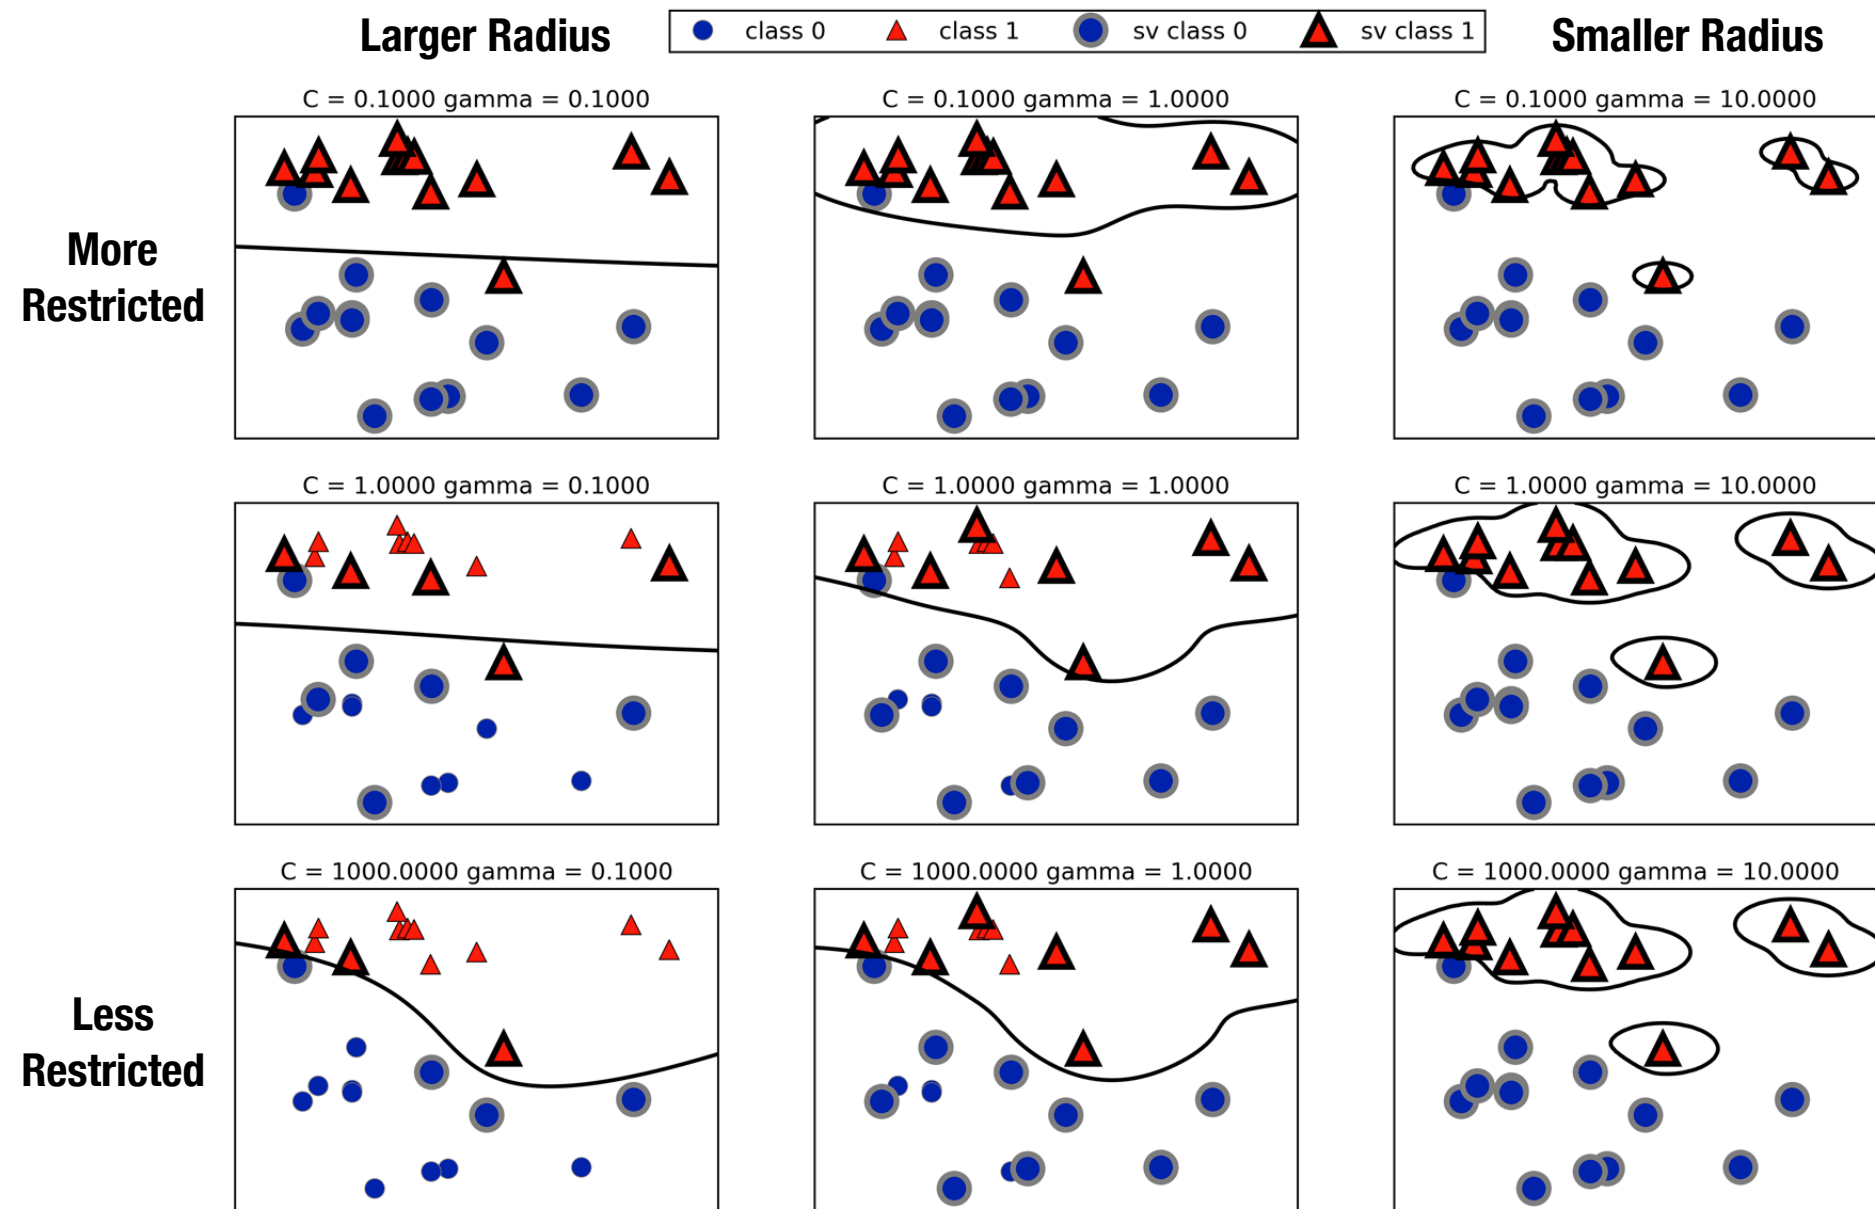 Larger Radius
class 0 class 1 sv class 0 sv class 1
Smaller Radius
C = 0.1000 gamma = 0.1000
C = 0.1000 gamma = 1.0000
C = 0.1000 gamma = 10.0000
More
Restricted
C = 1.0000 gamma = 0.1000
C = 1.0000 gamma = 1.0000
C = 1.0000 gamma = 10.0000
C = 1000.0000 gamma = 0.1000
C = 1000.0000 gamma = 1.0000
C = 1000.0000 gamma = 10.0000
Less
Restricted